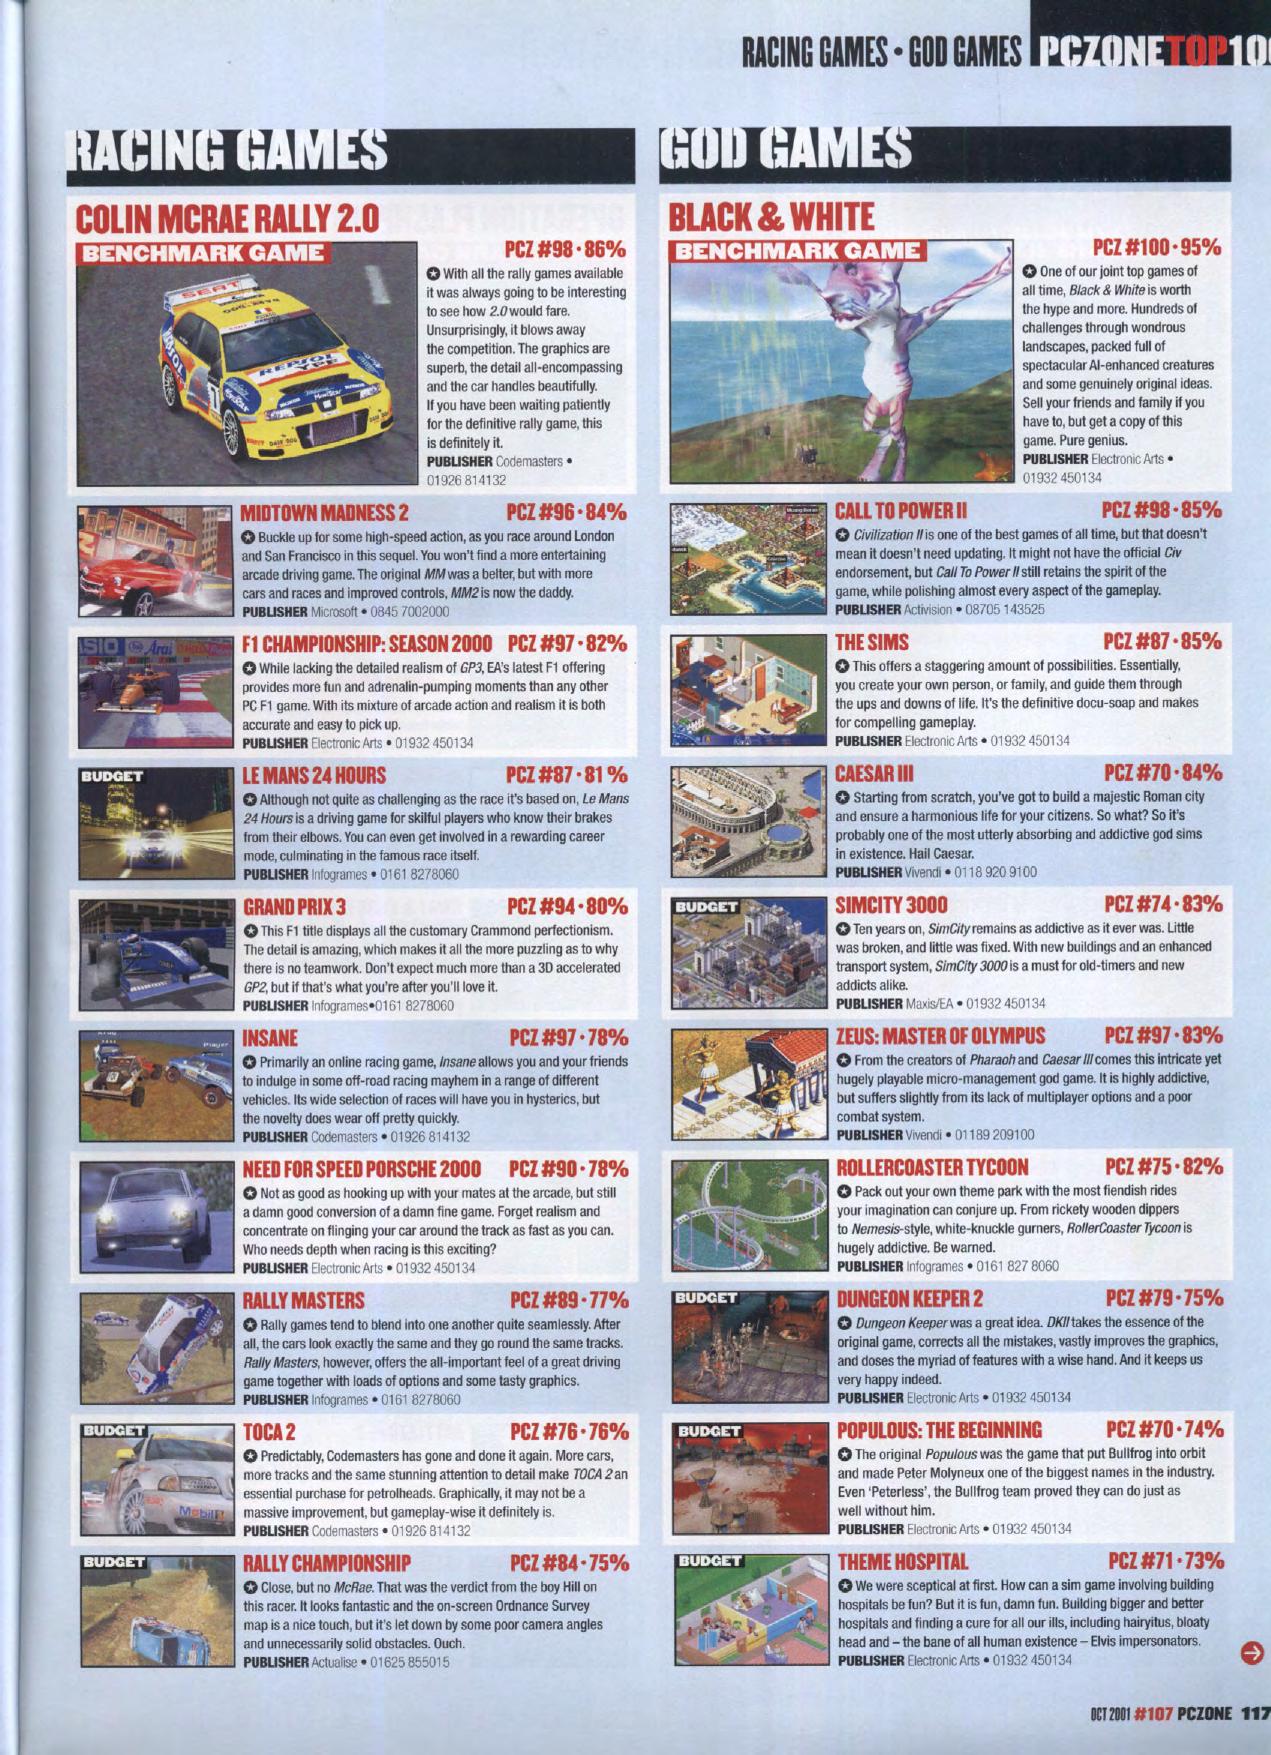 RACING GAMES • GOD GAMES PCZONETOP10
RACING GAMES
COLIN MCRAE RALLY 2.0
BENCHMARK GAME
PCZ #98 • 86%
With all the rally games available
it was always going to be interesting
to see how 2.0 would fare.
Unsurprisingly, it blows away
the competition. The graphics are
superb, the detail all-encompassing
and the car handles beautifully.
If you have been waiting patiently
for the definitive rally game, this
is definitely it.
PUBLISHER Codemasters •
01926 814132
SEAT
REPSOL
YPF
MIDTOWN MADNESS 2 PCZ #96 • 84%
Buckle up for some high-speed action, as you race around London
and San Francisco in this sequel. You won't find a more entertaining
arcade driving game. The original MM was a belter, but with more
cars and races and improved controls, MM2 is now the daddy.
PUBLISHER Microsoft • 0845 7002000
F1 CHAMPIONSHIP: SEASON 2000 PCZ #97 • 82%
While lacking the detailed realism of GP3, EA's latest F1 offering
provides more fun and adrenalin-pumping moments than any other
PC F1 game. With its mixture of arcade action and realism it is both
accurate and easy to pick up.
PUBLISHER Electronic Arts • 01932 450134
Arai
BUDGET
LE MANS 24 HOURS PCZ #87 • 81%
Although not quite as challenging as the race it's based on, Le Mans
24 Hours is a driving game for skilful players who know their brakes
from their elbows. You can even get involved in a rewarding career
mode, culminating in the famous race itself.
PUBLISHER Infogrames • 0161 8278060
GRAND PRIX 3 PCZ #94 • 80%
This F1 title displays all the customary Crammond perfectionism.
The detail is amazing, which makes it all the more puzzling as to why
there is no teamwork. Don't expect much more than a 3D accelerated
GP2, but if that's what you're after you'll love it.
PUBLISHER Infogrames•0161 8278060
INSANE PCZ #97 • 78%
Primarily an online racing game, Insane allows you and your friends
to indulge in some off-road racing mayhem in a range of different
vehicles. Its wide selection of races will have you in hysterics, but
the novelty does wear off pretty quickly.
PUBLISHER Codemasters • 01926 814132
Player
NEED FOR SPEED PORSCHE 2000 PCZ #90 • 78%
Not as good as hooking up with your mates at the arcade, but still
a damn good conversion of a damn fine game. Forget realism and
concentrate on flinging your car around the track as fast as you can.
Who needs depth when racing is this exciting?
PUBLISHER Electronic Arts • 01932 450134
RALLY MASTERS PCZ #89 • 77%
Rally games tend to blend into one another quite seamlessly. After
all, the cars look exactly the same and they go round the same tracks.
Rally Masters, however, offers the all-important feel of a great driving
game together with loads of options and some tasty graphics.
PUBLISHER Infogrames • 0161 8278060
BUDGET
TOCA 2 PCZ #76 • 76%
Predictably, Codemasters has gone and done it again. More cars,
more tracks and the same stunning attention to detail make TOCA 2 an
essential purchase for petrolheads. Graphically, it may not be a
massive improvement, but gameplay-wise it definitely is.
PUBLISHER Codemasters • 01926 814132
Mobil
BUDGET
RALLY CHAMPIONSHIP PCZ #84 • 75%
Close, but no McRae. That was the verdict from the boy Hill on
this racer. It looks fantastic and the on-screen Ordnance Survey
map is a nice touch, but it's let down by some poor camera angles
and unnecessarily solid obstacles. Ouch.
PUBLISHER Actualise • 01625 855015
GOD GAMES
BLACK & WHITE
BENCHMARK GAME
PCZ #100 • 95%
One of our joint top games of
all time, Black & White is worth
the hype and more. Hundreds of
challenges through wondrous
landscapes, packed full of
spectacular AI-enhanced creatures
and some genuinely original ideas.
Sell your friends and family if you
have to, but get a copy of this
game. Pure genius.
PUBLISHER Electronic Arts •
01932 450134
CALL TO POWER II PCZ #98 • 85%
Civilization II is one of the best games of all time, but that doesn't
mean it doesn't need updating. It might not have the official Civ
endorsement, but Call To Power II still retains the spirit of the
game, while polishing almost every aspect of the gameplay.
PUBLISHER Activision • 08705 143525
THE SIMS PCZ #87 • 85%
This offers a staggering amount of possibilities. Essentially,
you create your own person, or family, and guide them through
the ups and downs of life. It's the definitive docu-soap and makes
for compelling gameplay.
PUBLISHER Electronic Arts • 01932 450134
CAESAR III PCZ #70 • 84%
Starting from scratch, you've got to build a majestic Roman city
and ensure a harmonious life for your citizens. So what? So it's
probably one of the most utterly absorbing and addictive god sims
in existence. Hail Caesar.
PUBLISHER Vivendi • 0118 920 9100
BUDGET
SIMCITY 3000 PCZ #74 • 83%
Ten years on, SimCity remains as addictive as it ever was. Little
was broken, and little was fixed. With new buildings and an enhanced
transport system, SimCity 3000 is a must for old-timers and new
addicts alike.
PUBLISHER Maxis/EA • 01932 450134
ZEUS: MASTER OF OLYMPUS PCZ #97 • 83%
From the creators of Pharaoh and Caesar III comes this intricate yet
hugely playable micro-management god game. It is highly addictive,
but suffers slightly from its lack of multiplayer options and a poor
combat system.
PUBLISHER Vivendi • 01189 209100
ROLLERCOASTER TYCOON PCZ #75 • 82%
Pack out your own theme park with the most fiendish rides
your imagination can conjure up. From rickety wooden dippers
to Nemesis-style, white-knuckle gurners, RollerCoaster Tycoon is
hugely addictive. Be warned.
PUBLISHER Infogrames • 0161 827 8060
BUDGET
DUNGEON KEEPER 2 PCZ #79 • 75%
Dungeon Keeper was a great idea. DKII takes the essence of the
original game, corrects all the mistakes, vastly improves the graphics,
and doses the myriad of features with a wise hand. And it keeps us
very happy indeed.
PUBLISHER Electronic Arts • 01932 450134
BUDGET
POPULOUS: THE BEGINNING PCZ #70 • 74%
The original Populous was the game that put Bullfrog into orbit
and made Peter Molyneux one of the biggest names in the industry.
Even 'Peterless', the Bullfrog team proved they can do just as
well without him.
PUBLISHER Electronic Arts • 01932 450134
BUDGET
THEME HOSPITAL PCZ #71 • 73%
We were sceptical at first. How can a sim game involving building
hospitals be fun? But it is fun, damn fun. Building bigger and better
hospitals and finding a cure for all our ills, including hairyitus, bloaty
head and – the bane of all human existence – Elvis impersonators.
PUBLISHER Electronic Arts • 01932 450134
OCT 2001 #107 PCZONE 117